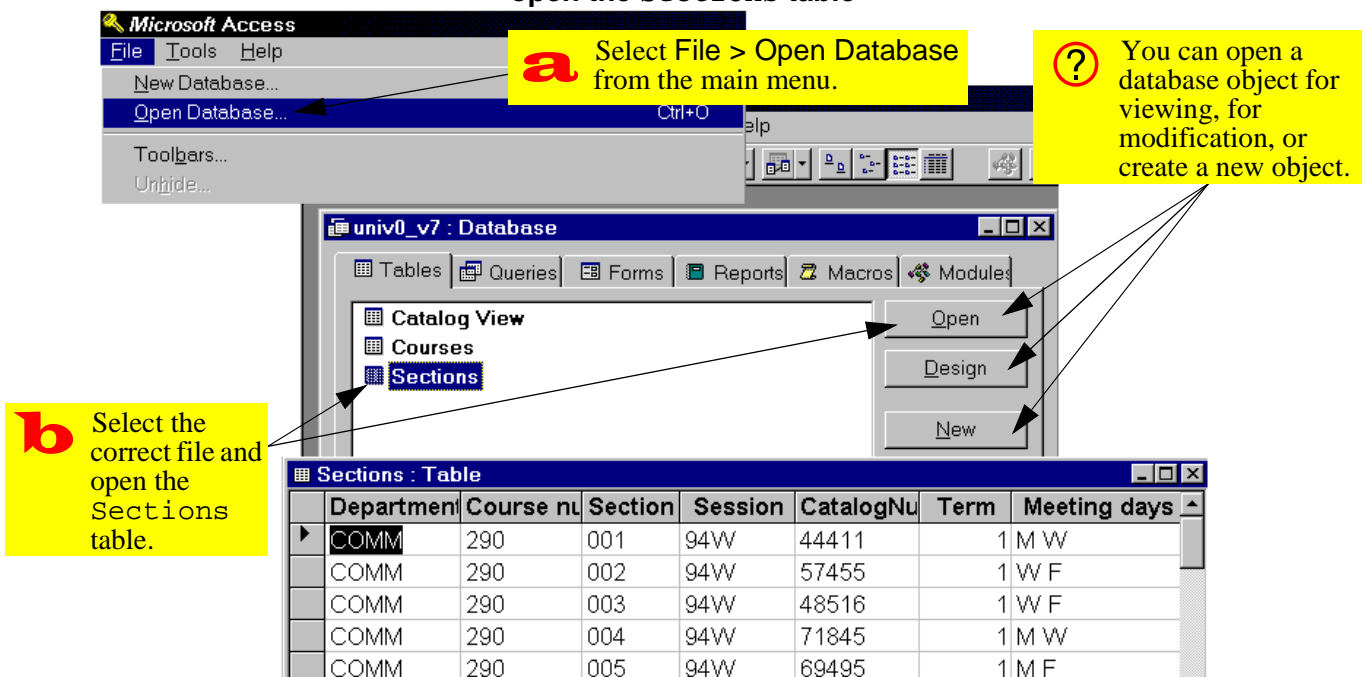 open the Sections table
Microsoft Access
File Tools Help
New Database...
Open Database... Ctrl+O
Toolbars...
Unhide...
a Select File > Open Database
from the main menu.
? You can open a
database object for
viewing, for
modification, or
create a new object.
elp
univ0_v7 : Database
Tables Queries Forms Reports Macros Modules
Catalog View
Courses
Sections
Open
Design
New
b Select the
correct file and
open the
Sections
table.
Sections : Table
Department Course nu Section Session CatalogNu Term Meeting days
COMM 290 001 94W 44411 1 M W
COMM 290 002 94W 57455 1 W F
COMM 290 003 94W 48516 1 W F
COMM 290 004 94W 71845 1 M W
COMM 290 005 94W 69495 1 M F